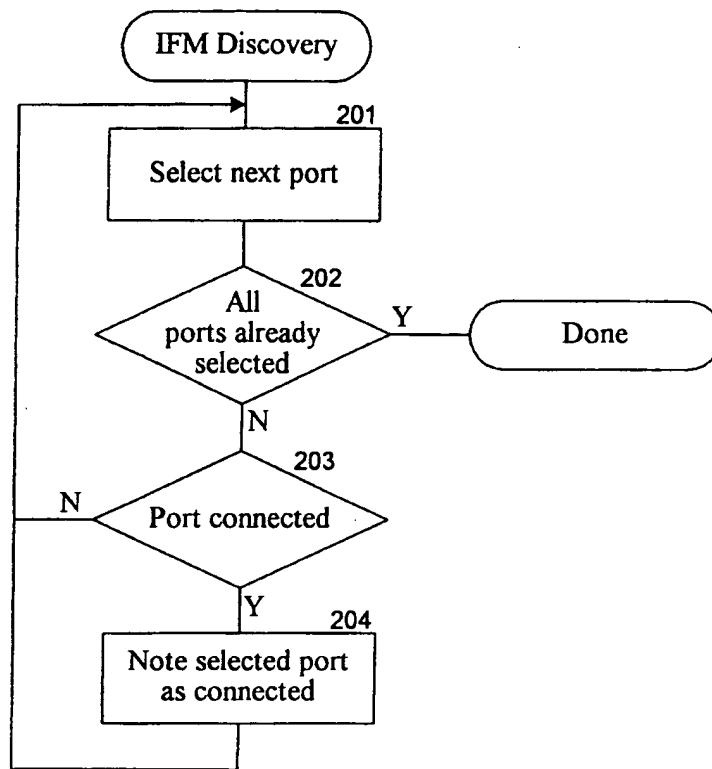 IFM Discovery
201
Select next port
202
All
ports already
selected
Y
Done
N
203
N
Port connected
Y
204
Note selected port
as connected